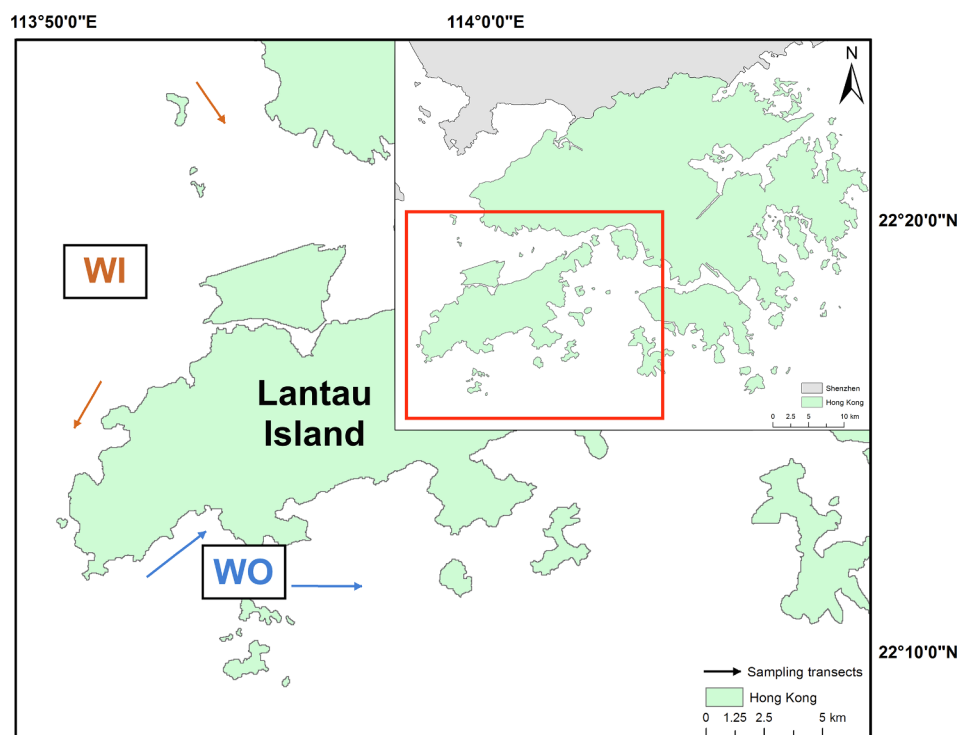 113°50'0"E 114°0'0"E
N
22°20'0"N
WI
Shenzhen
Hong Kong
0 2.5 5 10 km
Lantau
Island
WO
22°10'0"N
Sampling transects
Hong Kong
0 1.25 2.5 5 km